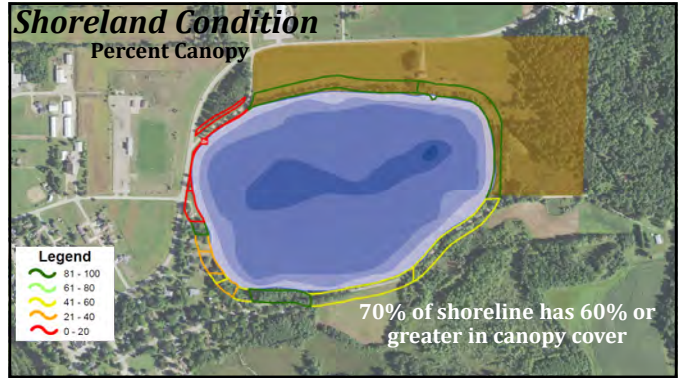 Shoreland Condition
Percent Canopy
Legend
81 - 100
61 - 80
41 - 60
21 - 40
0 - 20
70% of shoreline has 60% or
greater in canopy cover